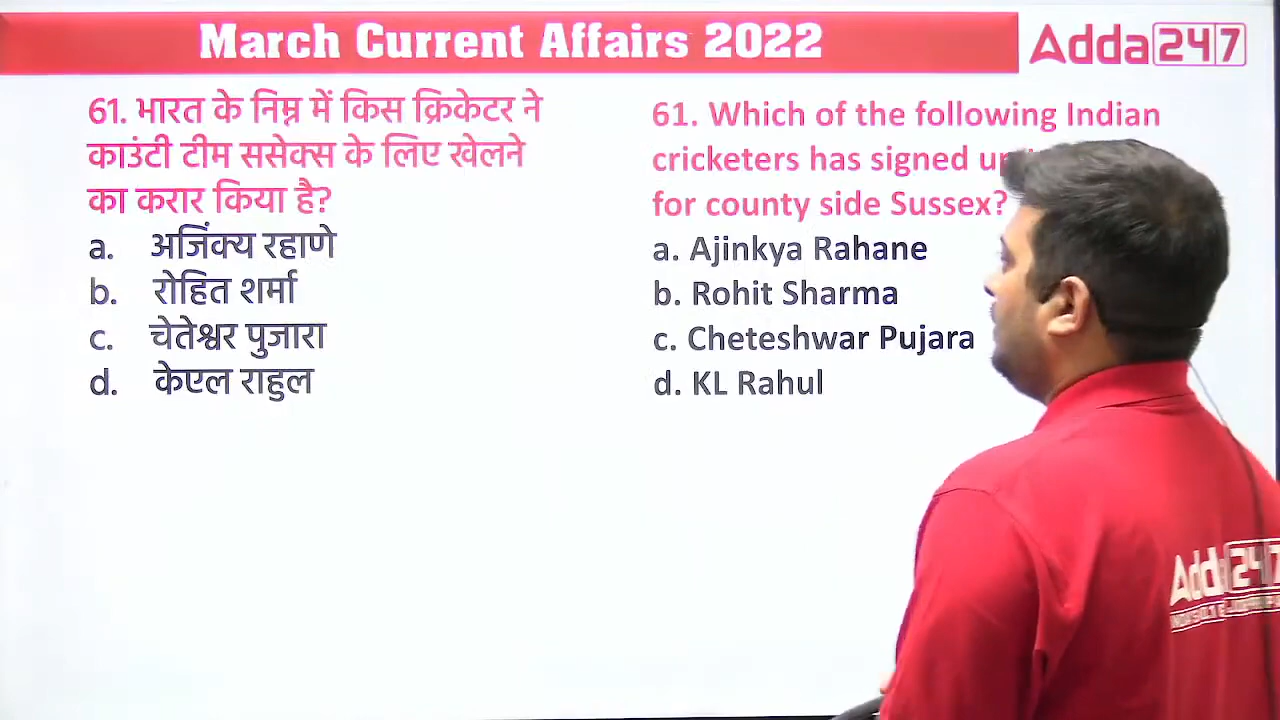 March Current Affairs 2022
Adda247
61. भारत के निम्न में किस क्रिकेटर ने
काउंटी टीम ससेक्स के लिए खेलने
का करार किया है?
a. अजिंक्य रहाणे
b. रोहित शर्मा
c. चेतेश्वर पुजारा
d. केएल राहुल
61. Which of the following Indian
cricketers has signed
for county side Sussex?
a. Ajinkya Rahane
b. Rohit Sharma
c. Cheteshwar Pujara
d. KL Rahul
Adda247